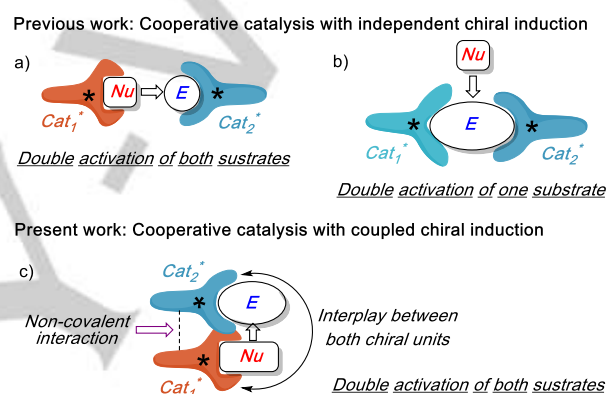 Previous work: Cooperative catalysis with independent chiral induction
a)
* Nu E *
Cat1*
Cat2*
Double activation of both sustrates
b)
Nu
* E *
Cat1*
Cat2*
Double activation of one substrate
Present work: Cooperative catalysis with coupled chiral induction
c)
Cat2*
* E
Non-covalent
interaction
Interplay between
both chiral units
* Nu
Cat1*
Double activation of both sustrates